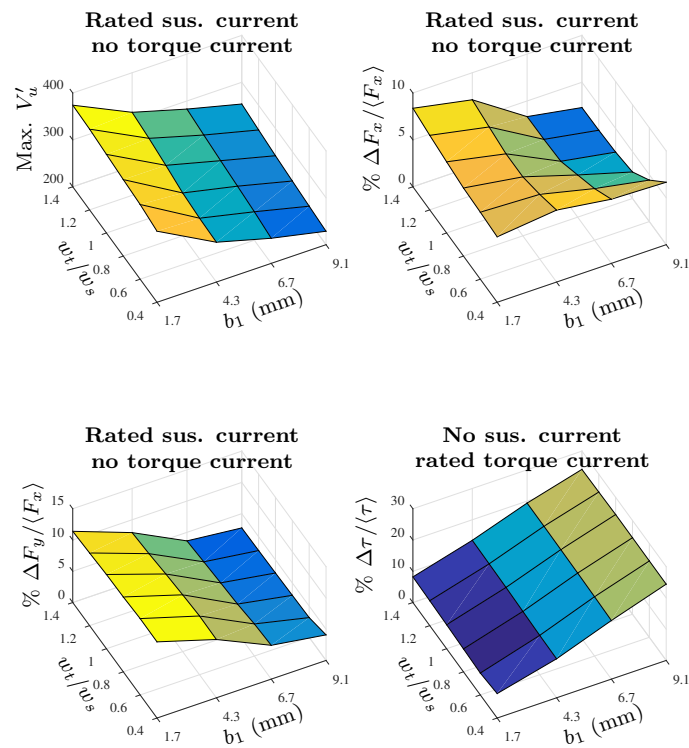 Rated sus. current
no torque current
Max. V′u
400
300
200
1.4
1.2
1
0.8
0.6
0.4
wt/ws
1.7
4.3
6.7
9.1
b1 (mm)
Rated sus. current
no torque current
% ΔFx/⟨Fx⟩
10
5
0
1.4
1.2
1
0.8
0.6
0.4
wt/ws
1.7
4.3
6.7
9.1
b1 (mm)
Rated sus. current
no torque current
% ΔFy/⟨Fx⟩
15
10
5
0
1.4
1.2
1
0.8
0.6
0.4
wt/ws
1.7
4.3
6.7
9.1
b1 (mm)
No sus. current
rated torque current
% Δτ/⟨τ⟩
30
20
10
0
1.4
1.2
1
0.8
0.6
0.4
wt/ws
1.7
4.3
6.7
9.1
b1 (mm)